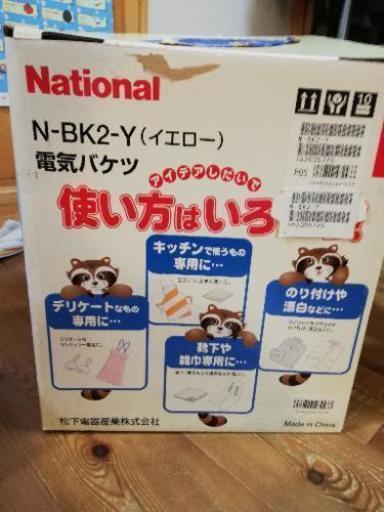 National
N-BK2-Y(イエロー)
電気バケツ
アイデアしだいで
使い方はいろ
N-BK2-Y
P05
N-BK2-Y
キッチンで使うもの
専用に…
デリケートなもの
専用に…
のり付けや
漂白などに…
靴下や
雑巾専用に…
松下電器産業株式会社
Made in China